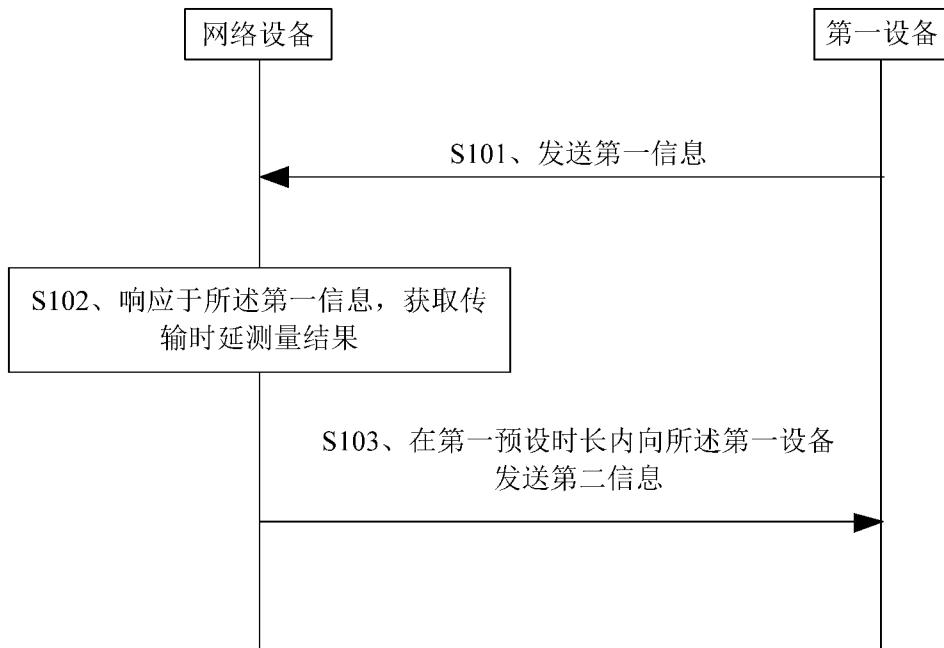 网络设备
第一设备
S101、发送第一信息
S102、响应于所述第一信息，获取传
输时延测量结果
S103、在第一预设时长内向所述第一设备
发送第二信息